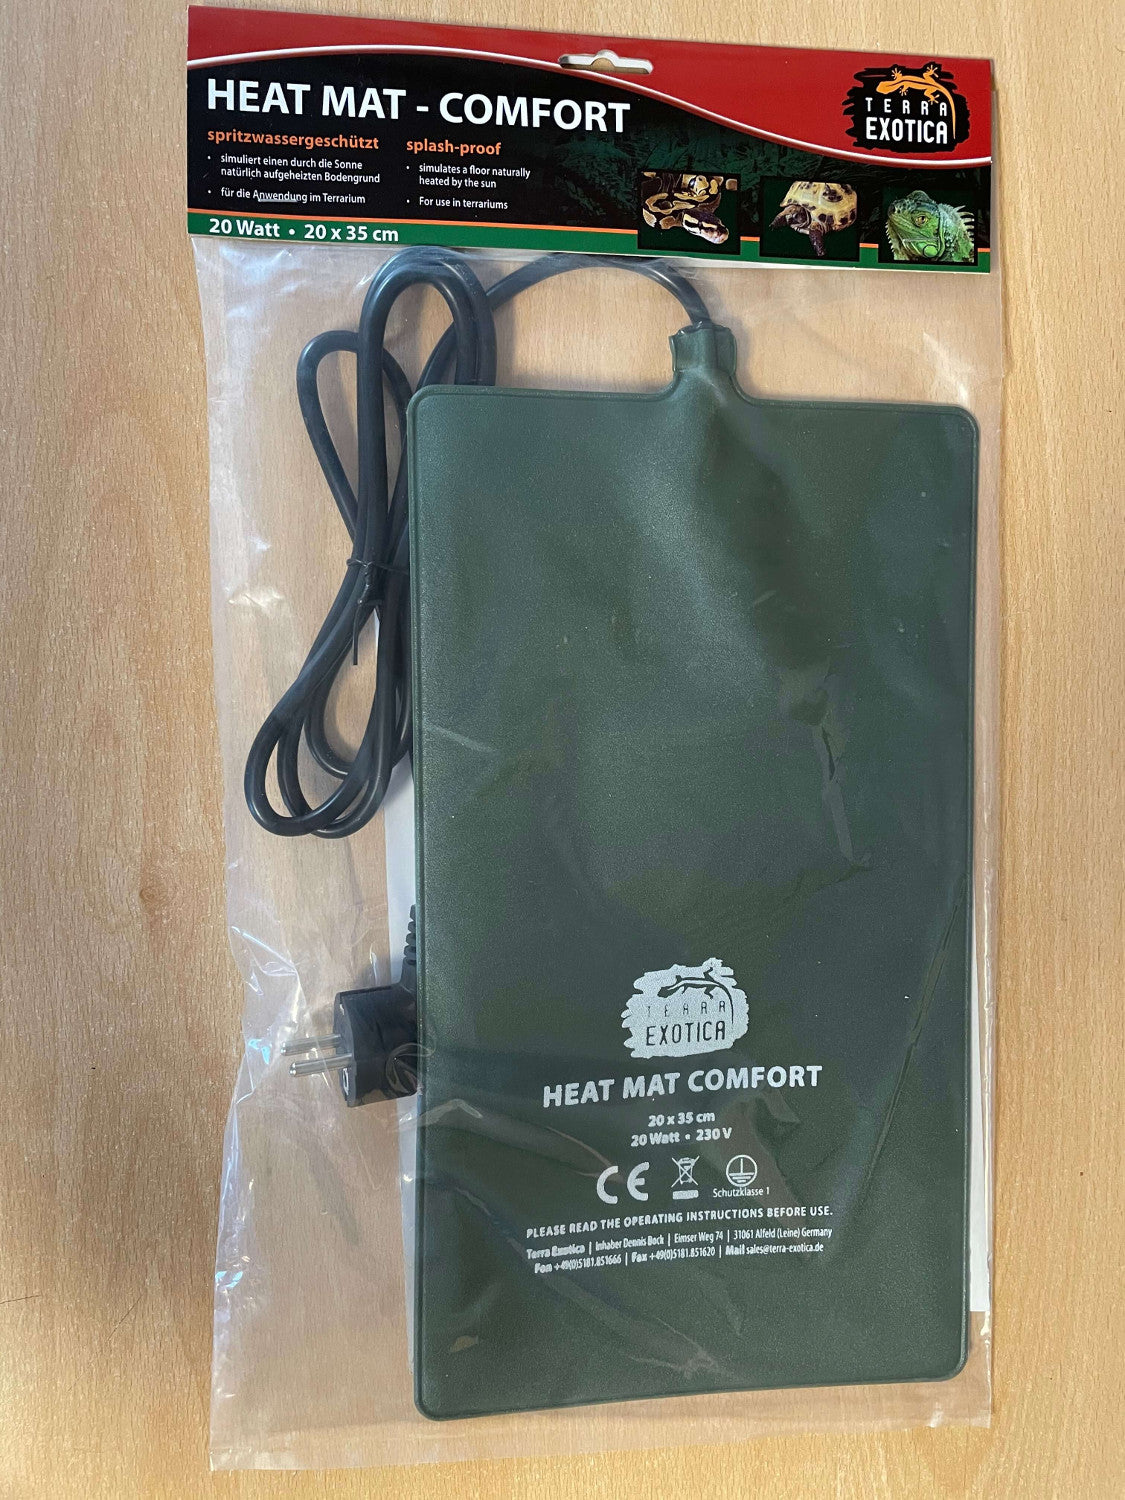 HEAT MAT - COMFORT
TERRA
EXOTICA
spritzwassergeschützt
• simuliert einen durch die Sonne
natürlich aufgeheizten Bodengrund
• für die Anwendung im Terrarium
splash-proof
• simulates a floor naturally
heated by the sun
• For use in terrariums
20 Watt • 20 x 35 cm
TERRA
EXOTICA
HEAT MAT COMFORT
20 x 35 cm
20 Watt • 230 V
CE
Schutzklasse 1
PLEASE READ THE OPERATING INSTRUCTIONS BEFORE USE.
Terra Exotica | Inhaber Dennis Bock | Eimser Weg 74 | 31061 Alfeld (Leine) Germany
Fon +49(0)5181.851666 | Fax +49(0)5181.851620 | Mail sales@terra-exotica.de